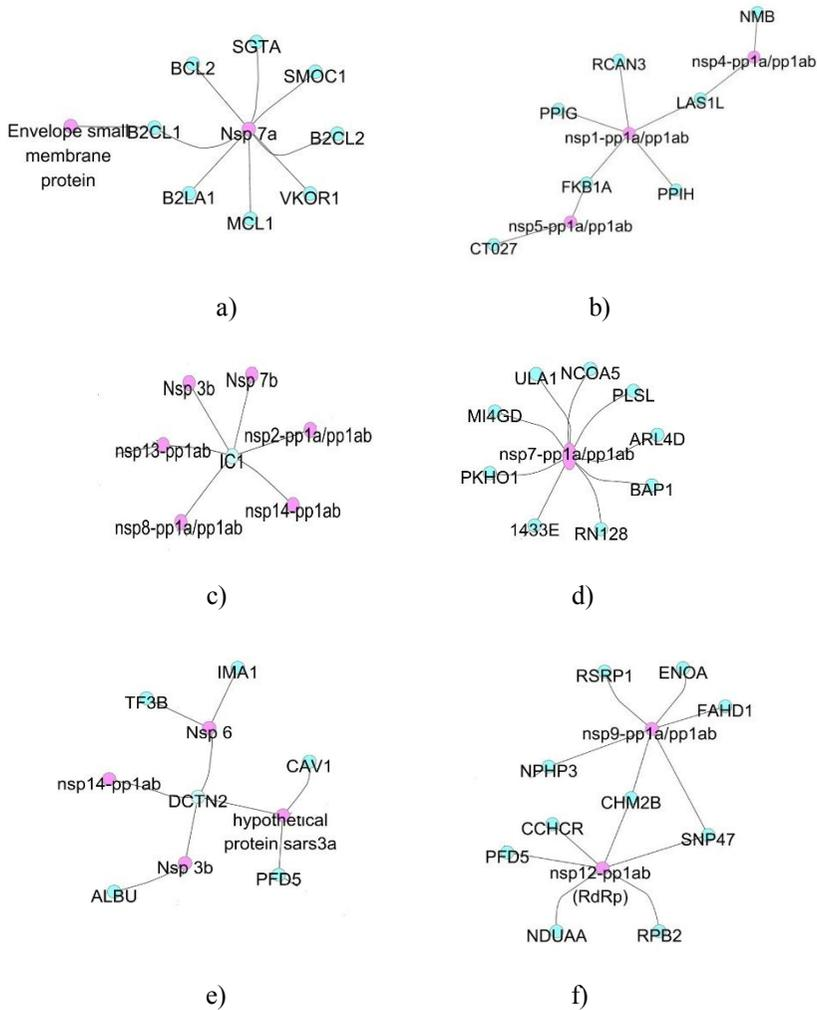 SGTA
BCL2
SMOC1
Envelope small
membrane
protein
B2CL1
Nsp 7a
B2CL2
B2LA1
VKOR1
MCL1
a)
NMB
nsp4-pp1a/pp1ab
RCAN3
LAS1L
PPIG
nsp1-pp1a/pp1ab
FKB1A
PPIH
nsp5-pp1a/pp1ab
CT027
b)
Nsp 3b
Nsp 7b
nsp2-pp1a/pp1ab
nsp13-pp1ab
IC1
nsp14-pp1ab
nsp8-pp1a/pp1ab
c)
ULA1
NCOA5
PLSL
MI4GD
ARL4D
nsp7-pp1a/pp1ab
PKHO1
BAP1
1433E
RN128
d)
IMA1
TF3B
Nsp 6
CAV1
nsp14-pp1ab
DCTN2
hypothetical
protein sars3a
Nsp 3b
PFD5
ALBU
e)
RSRP1
ENOA
FAHD1
nsp9-pp1a/pp1ab
NPHP3
CHM2B
CCHCR
SNP47
PFD5
nsp12-pp1ab
(RdRp)
NDUAA
RPB2
f)